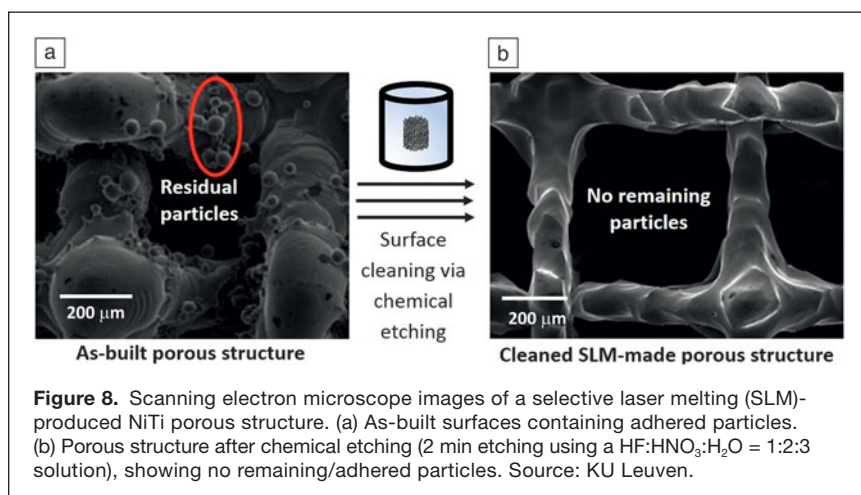 a
b
Residual
particles
200 μm
As-built porous structure
Surface
cleaning via
chemical
etching
No remaining
particles
200 μm
Cleaned SLM-made porous structure
Figure 8. Scanning electron microscope images of a selective laser melting (SLM)-
produced NiTi porous structure. (a) As-built surfaces containing adhered particles.
(b) Porous structure after chemical etching (2 min etching using a HF:HNO₃:H₂O = 1:2:3
solution), showing no remaining/adhered particles. Source: KU Leuven.